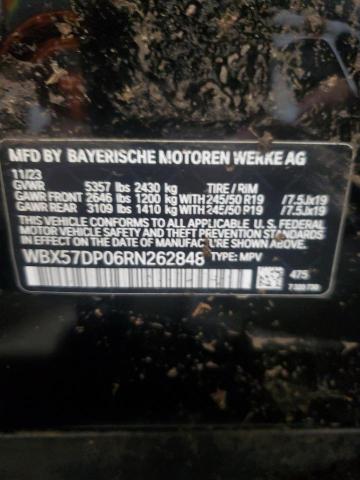 MFD BY BAYERISCHE MOTOREN WERKE AG
11/23
GVWR 5357 lbs 2430 kg TIRE / RIM
GAWR FRONT 2646 lbs 1200 kg WITH 245/50 R19 /7.5Jx19
GAWR REAR 3109 lbs 1410 kg WITH 245/50 R19 /7.5Jx19
THIS VEHICLE CONFORMS TO ALL APPLICABLE U.S. FEDERAL
MOTOR VEHICLE SAFETY AND THEFT PREVENTION STANDARDS
IN EFFECT ON THE DATE OF MANUFACTURE SHOWN ABOVE.
WBX57DP06RN262848 TYPE: MPV
475